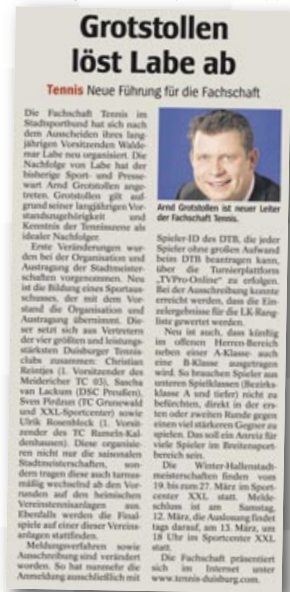 Grotstollen
löst Labe ab
Tennis Neue Führung für die Fachschaft
Die Fachschaft Tennis im
Stadtsportbund hat sich nach
dem Ausscheiden ihres lang-
jährigen Vorsitzenden Walde-
mar Labe neu organisiert. Die
Nachfolge von Labe hat der
bisherige Sport- und Presse-
wart Arnd Grotstollen ange-
treten. Grotstollen gilt auf-
grund seiner langjährigen Vor-
standszugehörigkeit und
Kenntnis der Tennisszene als
idealer Nachfolger.
Erste Veränderungen wur-
den bei der Organisation und
Austragung der Stadtmeister-
schaften vorgenommen. Neu
ist die Bildung eines Sportaus-
schusses, der mit dem Vor-
stand die Organisation und
Austragung übernimmt. Die-
ser setzt sich aus Vertretern
der vier größten und leistungs-
stärksten Duisburger Tennis-
clubs zusammen: Christian
Reintjes (1. Vorsitzender des
Meidericher TC 03), Sascha
van Lackum (DSC Preußen),
Sven Perdzon (TC Grunewald
und XXL-Sportcenter) sowie
Ulrik Rosenbleck (1. Vorsit-
zender des TC Rumeln-Kal-
denhausen). Diese organisie-
ren nicht nur die saisonalen
Stadtmeisterschaften, son-
dern tragen diese auch turnus-
mäßig wechselnd ab den Vor-
runden auf den heimischen
Vereinstennisanlagen aus.
Ebenfalls werden die Final-
spiele auf einer dieser Vereins-
anlagen stattfinden.
Meldungsverfahren sowie
Ausschreibung sind verändert
worden. So hat nunmehr die
Anmeldung ausschließlich mit
Arnd Grotstollen ist neuer Leiter
der Fachschaft Tennis.
Spieler-ID des DTB, die jeder
Spieler ohne großen Aufwand
beim DTB beantragen kann,
über die Turnierplattform
„TVPro-Online“ zu erfolgen.
Bei der Ausschreibung konnte
erreicht werden, dass die Ein-
zelergebnisse für die LK-Rang-
liste gewertet werden.
Neu ist auch, dass künftig
im offenen Herren-Bereich
neben einer A-Klasse auch
eine B-Klasse ausgetragen
wird. So brauchen Spieler aus
unteren Spielklassen (Bezirks-
klasse A und tiefer) nicht zu
befürchten, direkt in der ers-
ten oder zweiten Runde gegen
einen viel stärkeren Gegner zu
spielen. Das soll ein Anreiz für
viele Spieler im Breitensport-
bereich sein.
Die Winter-Hallenstadt-
meisterschaften finden vom
19. bis zum 27. März im Sport-
center XXL statt. Melde-
schluss ist am Samstag,
12. März, die Auslosung findet
tags darauf, am 13. März, um
18 Uhr im Sportcenter XXL
statt.
Die Fachschaft präsentiert
sich im Internet unter
www.tennis-duisburg.com.